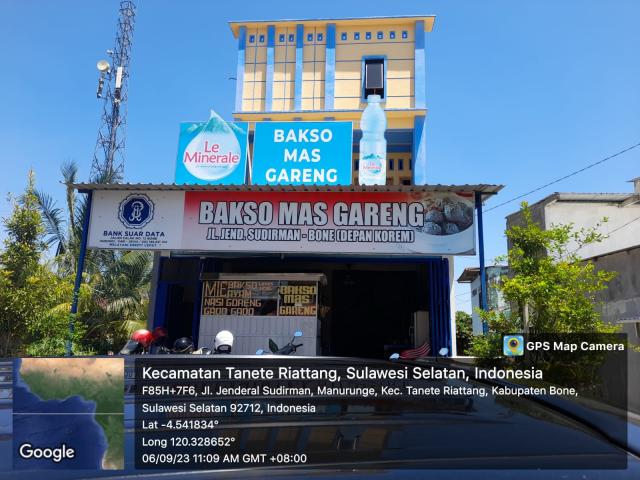 Le
Minerale
BAKSO
MAS
GARENG
BANK SUAR DATA
BAKSO MAS GARENG
JL. JEND. SUDIRMAN - BONE (DEPAN KOREM)
MIE BAKSO
AYAM
NASI GORENG
GADO GADO
BAKSO
MAS
GARENG
GPS Map Camera
Kecamatan Tanete Riattang, Sulawesi Selatan, Indonesia
F85H+7F6, Jl. Jenderal Sudirman, Manurunge, Kec. Tanete Riattang, Kabupaten Bone,
Sulawesi Selatan 92712, Indonesia
Lat -4.541834°
Long 120.328652°
06/09/23 11:09 AM GMT +08:00
Google